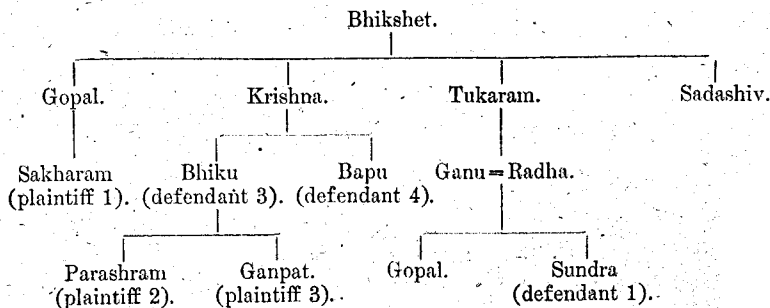 Bhikshet.
Gopal. Krishna. Tukaram. Sadashiv.
Sakharam Bhiku Bapu Ganu=Radha.
(plaintiff 1). (defendant 3). (defendant 4).
Parashram Ganpat. Gopal. Sundra
(plaintiff 2). (plaintiff 3). (defendant 1).